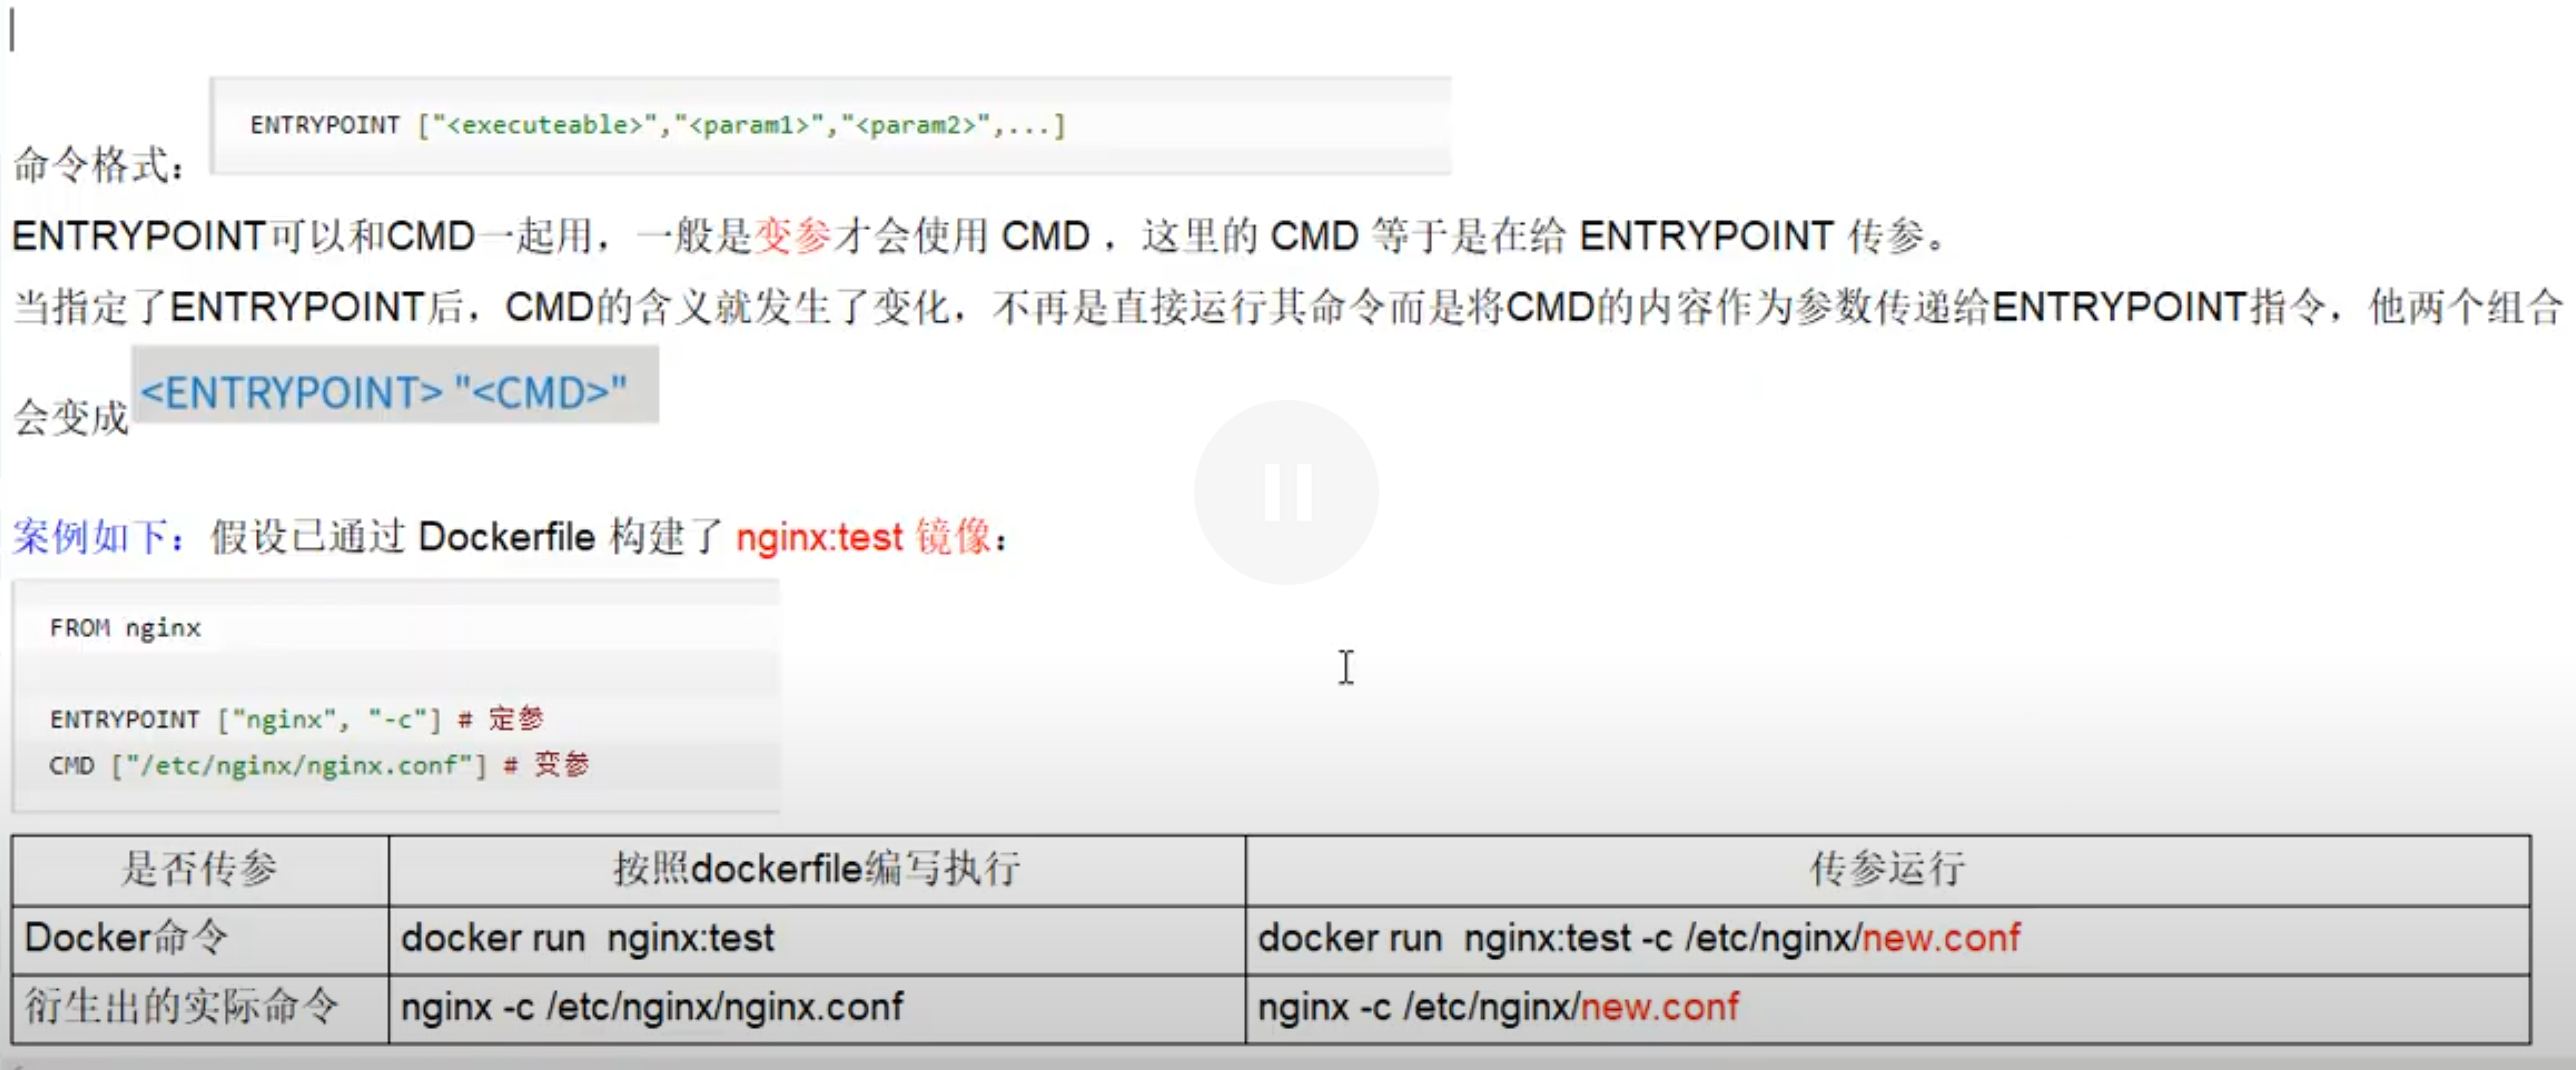 ENTRYPOINT ["<executeable>","<param1>","<param2>",...]
命令格式：
ENTRYPOINT可以和CMD一起用，一般是变参才会使用 CMD ，这里的 CMD 等于是在给 ENTRYPOINT 传参。
当指定了ENTRYPOINT后，CMD的含义就发生了变化，不再是直接运行其命令而是将CMD的内容作为参数传递给ENTRYPOINT指令，他两个组合
会变成 <ENTRYPOINT> "<CMD>"
案例如下：假设已通过 Dockerfile 构建了 nginx:test 镜像：
FROM nginx
ENTRYPOINT ["nginx", "-c"] # 定参
CMD ["/etc/nginx/nginx.conf"] # 变参
是否传参 按照dockerfile编写执行 传参运行
Docker命令 docker run  nginx:test docker run  nginx:test -c /etc/nginx/new.conf
衍生出的实际命令 nginx -c /etc/nginx/nginx.conf nginx -c /etc/nginx/new.conf